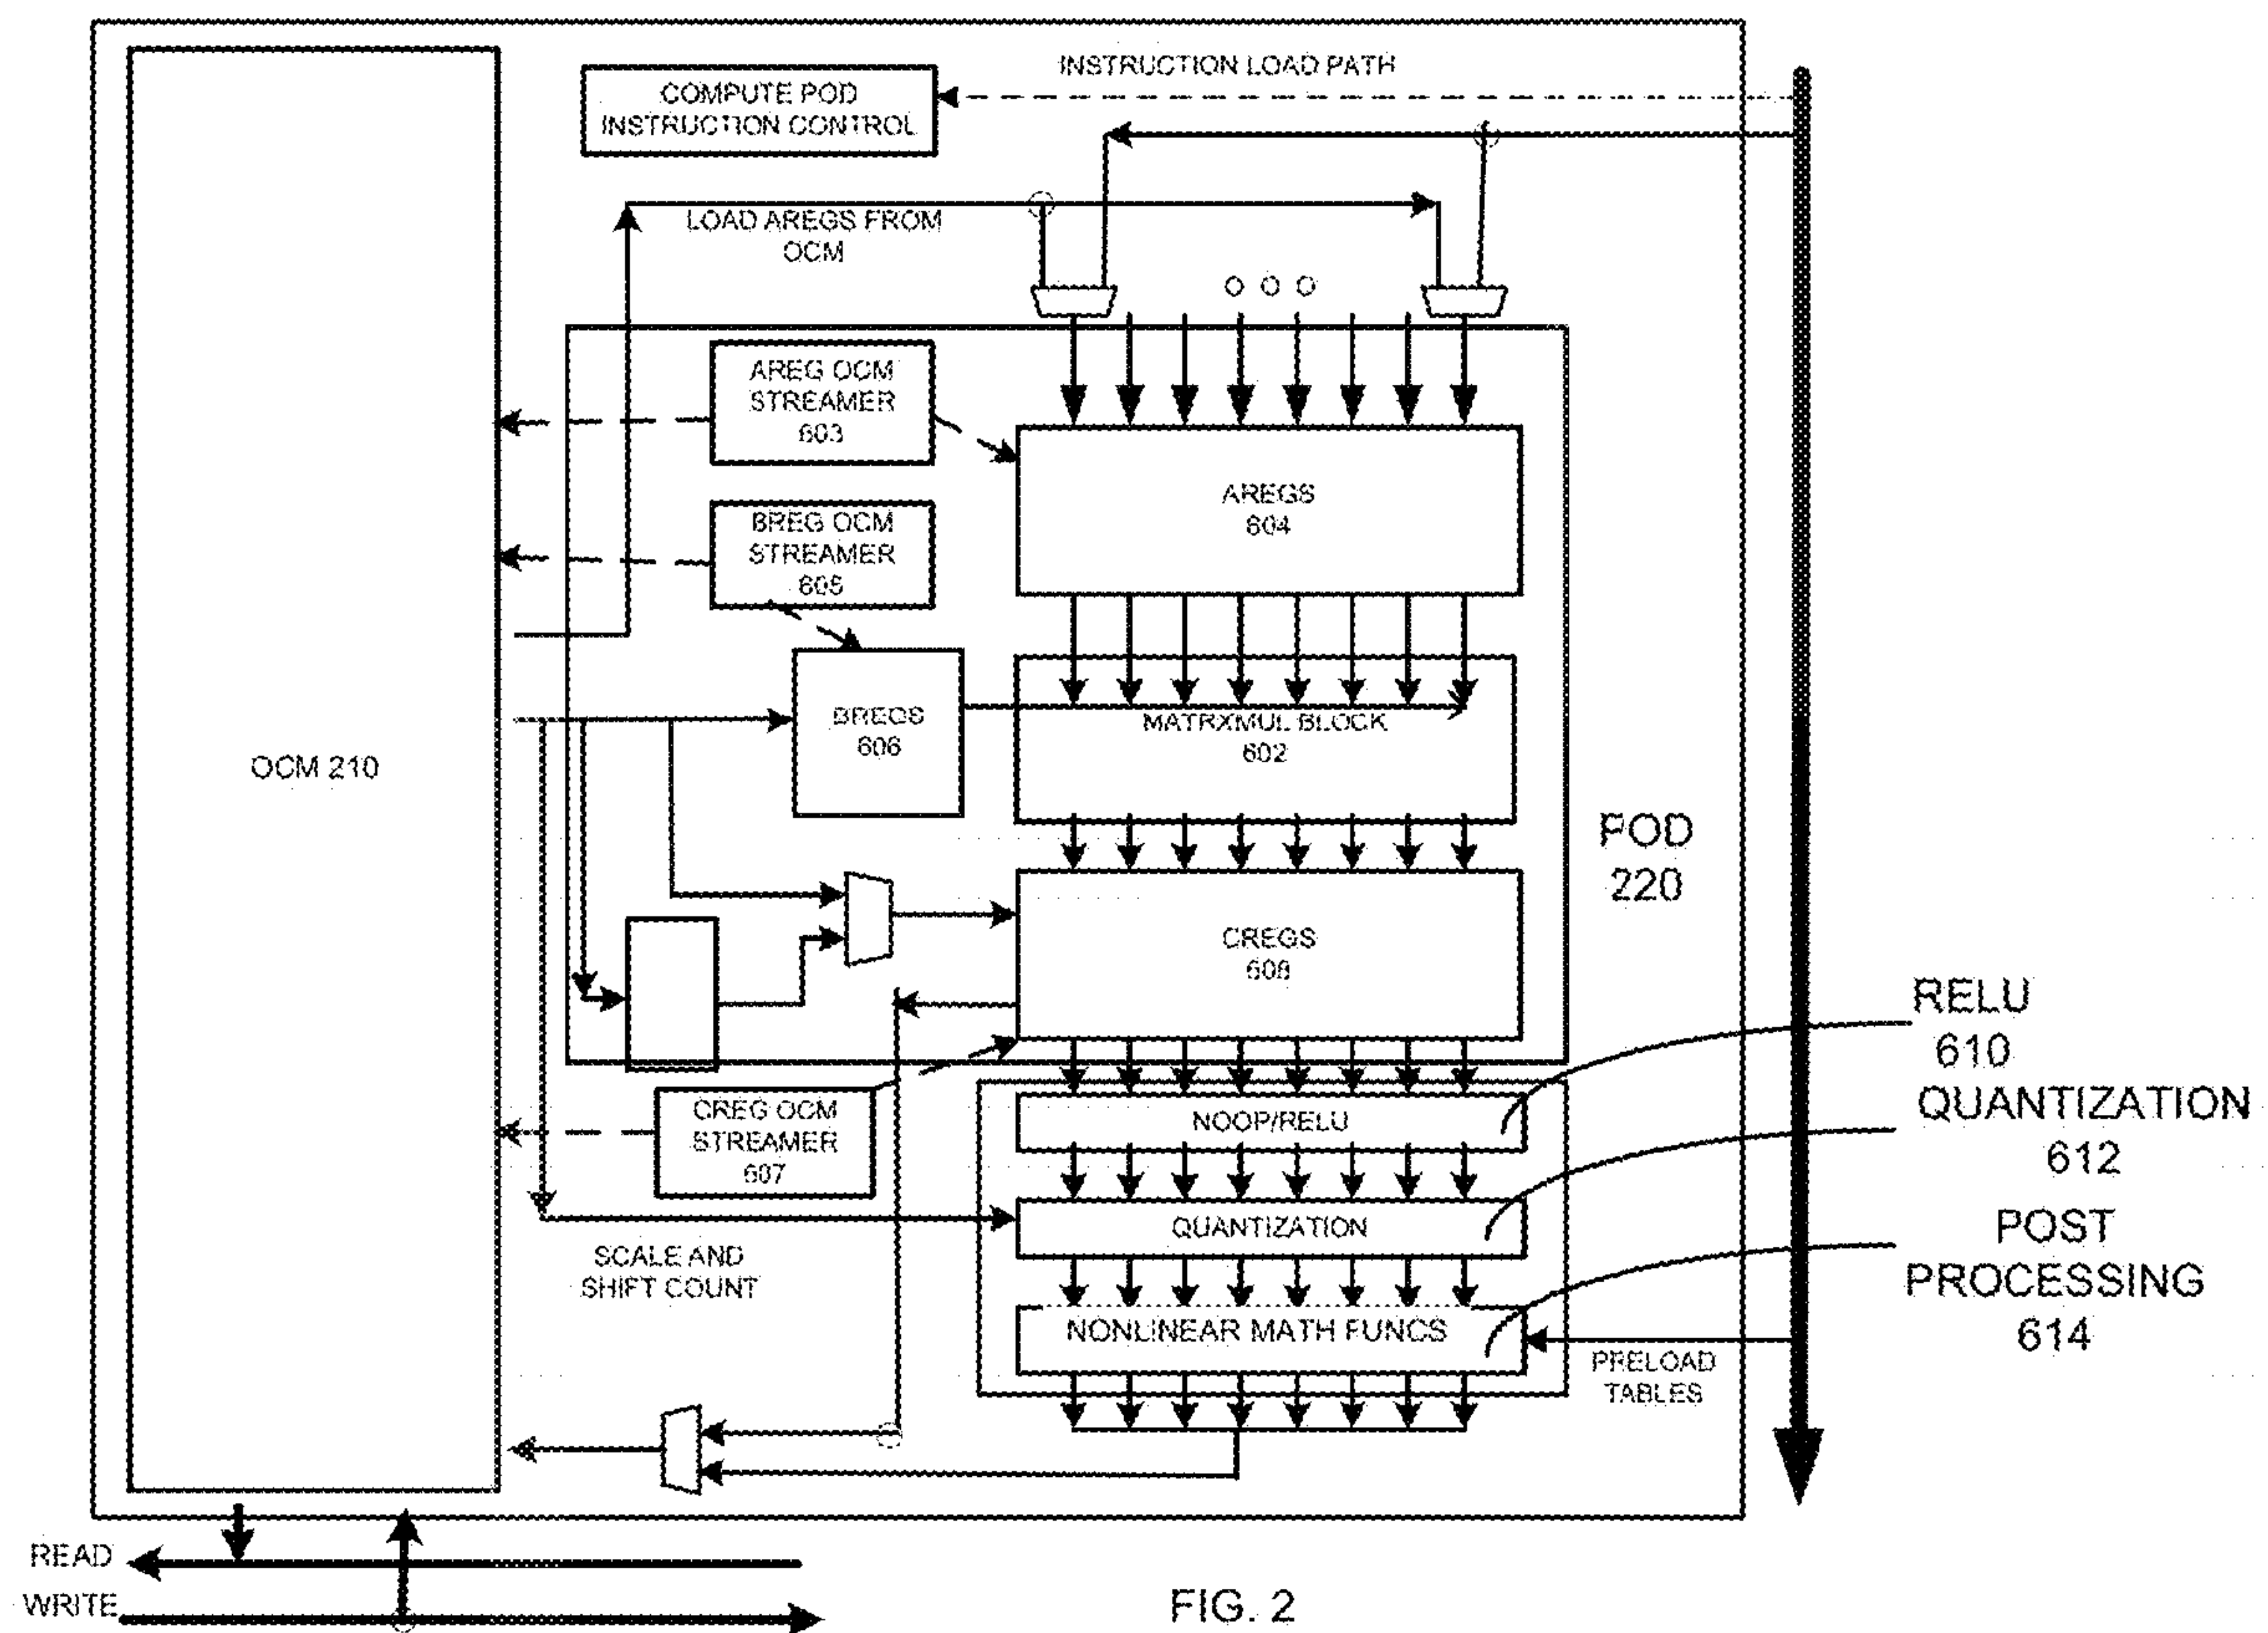 INSTRUCTION LOAD PATH
COMPUTE POD
INSTRUCTION CONTROL
LOAD AREGS FROM
OCM
AREG OCM
STREAMER
603
AREGS
604
BREG OCM
STREAMER
605
BREGS
606
MATRXMUL BLOCK
602
OCM 210
POD
220
CREGS
608
RELU
610
CREG OCM
STREAMER
607
NOOP/RELU
QUANTIZATION
612
QUANTIZATION
SCALE AND
SHIFT COUNT
POST
PROCESSING
614
NONLINEAR MATH FUNCS
PRELOAD
TABLES
READ
WRITE
FIG. 2